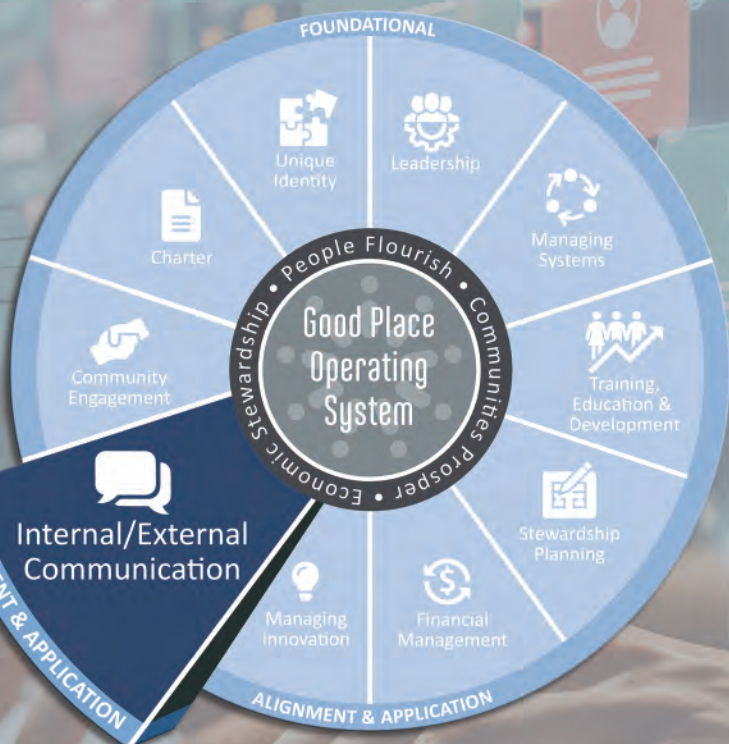 FOUNDATIONAL
Unique
Identity
Leadership
Charter
Managing
Systems
Community
Engagement
Training,
Education &
Development
Economic Stewardship • People Flourish • Communities Prosper •
Good Place
Operating
System
Internal/External
Communication
Stewardship
Planning
Managing
Innovation
Financial
Management
& APPLICATION
ALIGNMENT & APPLICATION